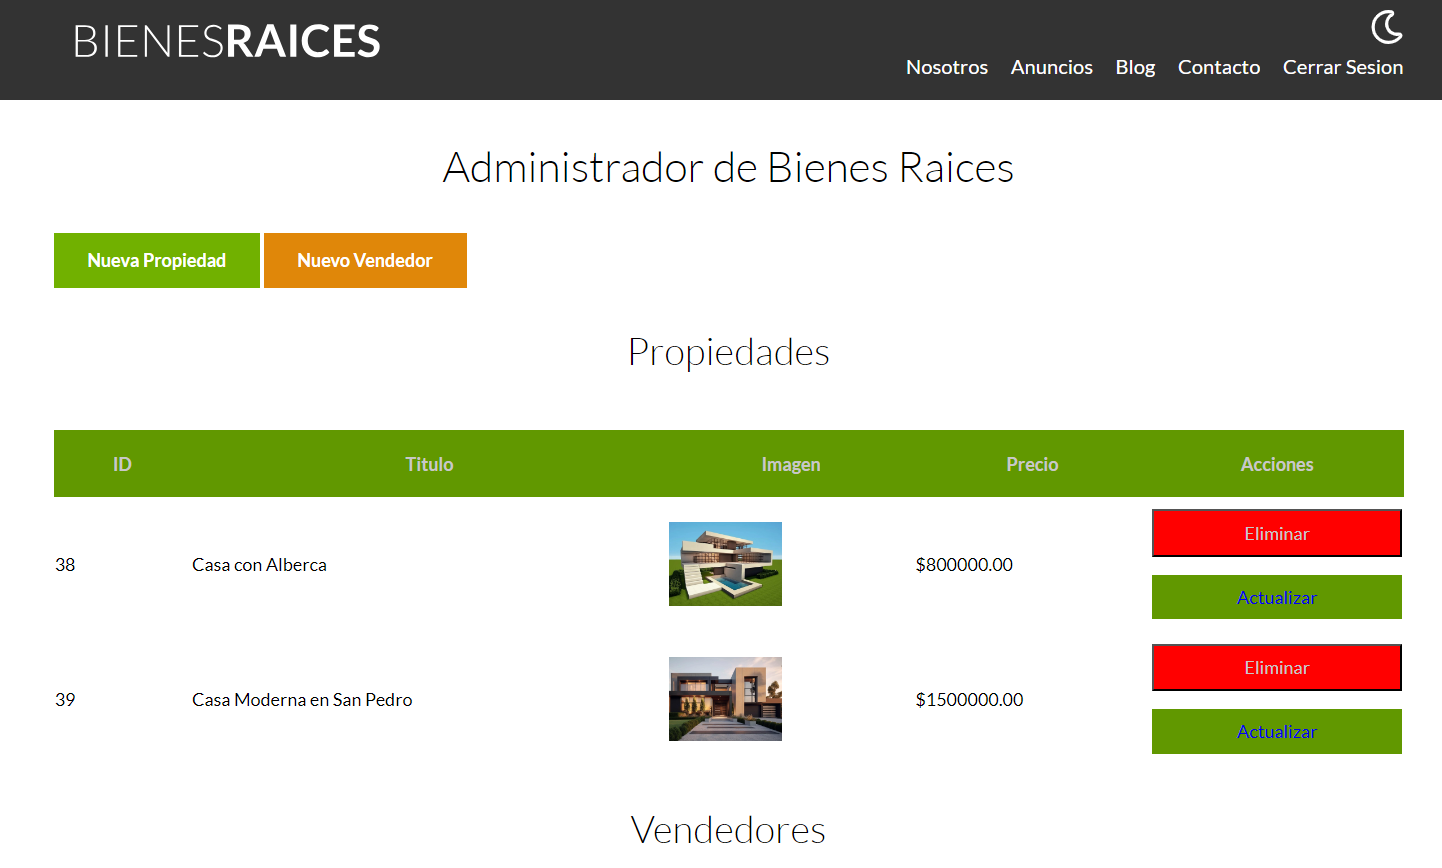 BIENESRAICES
Nosotros Anuncios Blog Contacto Cerrar Sesion
Administrador de Bienes Raices
Nueva Propiedad Nuevo Vendedor
Propiedades
ID Titulo Imagen Precio Acciones
38 Casa con Alberca $800000.00 Eliminar
Actualizar
39 Casa Moderna en San Pedro $1500000.00 Eliminar
Actualizar
Vendedores